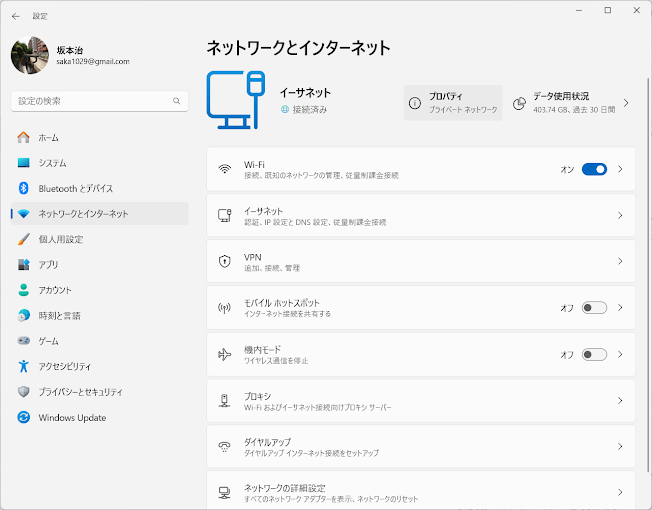 設定
坂本治
saka1029@gmail.com
設定の検索
ホーム
システム
Bluetooth とデバイス
ネットワークとインターネット
個人用設定
アプリ
アカウント
時刻と言語
ゲーム
アクセシビリティ
プライバシーとセキュリティ
Windows Update
ネットワークとインターネット
イーサネット
接続済み
プロパティ
プライベート ネットワーク
データ使用状況
403.74 GB、過去 30 日間
Wi-Fi
接続、既知のネットワークの管理、従量制課金接続
オン
イーサネット
認証、IP 設定と DNS 設定、従量制課金接続
VPN
追加、接続、管理
モバイル ホットスポット
インターネット接続を共有する
オフ
機内モード
ワイヤレス通信を停止
オフ
プロキシ
Wi-Fi およびイーサネット接続向けプロキシ サーバー
ダイヤルアップ
ダイヤルアップ インターネット接続をセットアップ
ネットワークの詳細設定
すべてのネットワーク アダプターを表示、ネットワークのリセット